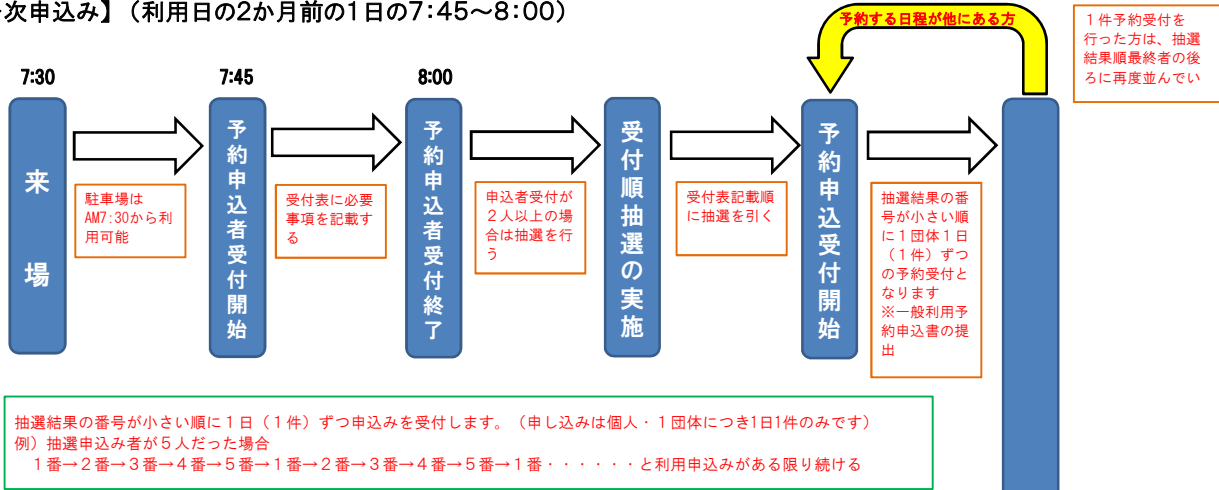 次申込み】（利用日の2か月前の1日の7:45～8:00）
予約する日程が他にある方
１件予約受付を
行った方は、抽選
結果順最終者の後
ろに再度並んでい
7:30
7:45
8:00
来場
駐車場は
AM7:30から利
用可能
予約申込者受付開始
受付表に必要
事項を記載す
る
予約申込者受付終了
申込者受付が
２人以上の場
合は抽選を行
う
受付順抽選の実施
受付表記載順
に抽選を引く
予約申込受付開始
抽選結果の番
号が小さい順
に１団体１日
（１件）ずつ
の予約受付と
なります
※一般利用予
約申込書の提
出
抽選結果の番号が小さい順に１日（１件）ずつ申込みを受付します。（申し込みは個人・１団体につき1日1件のみです）
例）抽選申込み者が５人だった場合
１番→２番→３番→４番→５番→１番→２番→３番→４番→５番→１番・・・・・・と利用申込みがある限り続ける